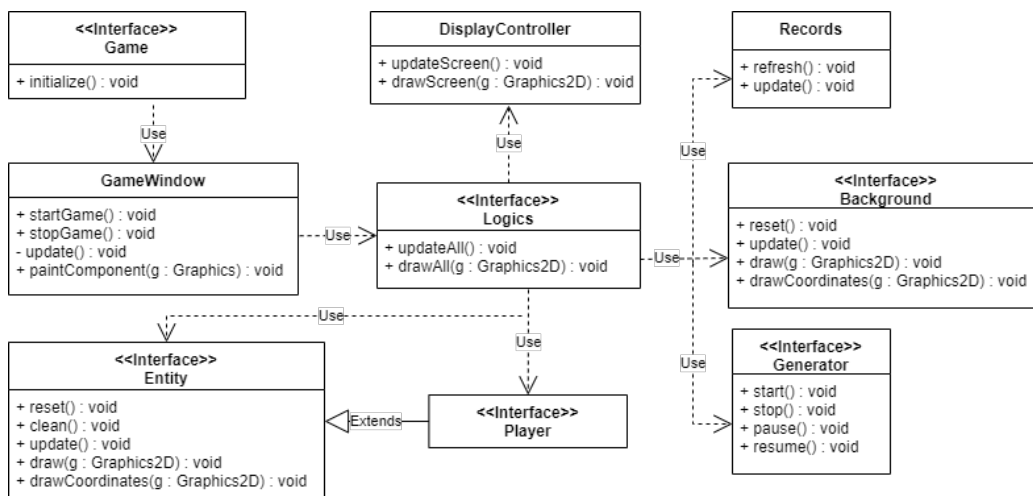 <<Interface>>
Game
+ initialize() : void
Use
GameWindow
+ startGame() : void
+ stopGame() : void
- update() : void
+ paintComponent(g : Graphics) : void
Use
DisplayController
+ updateScreen() : void
+ drawScreen(g : Graphics2D) : void
Use
<<Interface>>
Logics
+ updateAll() : void
+ drawAll(g : Graphics2D) : void
Use
Records
+ refresh() : void
+ update() : void
Use
<<Interface>>
Background
+ reset() : void
+ update() : void
+ draw(g : Graphics2D) : void
+ drawCoordinates(g : Graphics2D) : void
Use
<<Interface>>
Generator
+ start() : void
+ stop() : void
+ pause() : void
+ resume() : void
Use
Use
<<Interface>>
Entity
+ reset() : void
+ clean() : void
+ update() : void
+ draw(g : Graphics2D) : void
+ drawCoordinates(g : Graphics2D) : void
Extends
<<Interface>>
Player